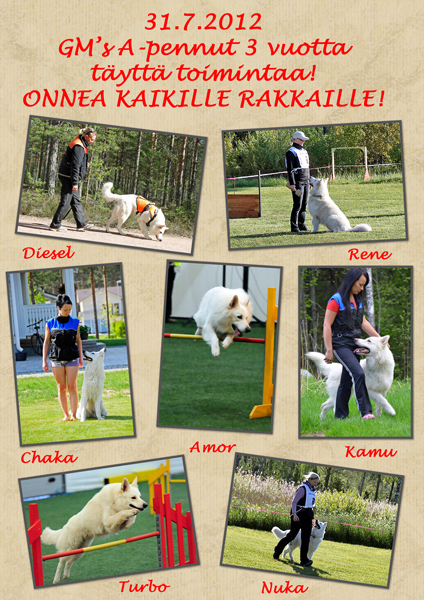 31.7.2012
GM's A-pennut 3 vuotta
täyttä toimintaa!
ONNEA KAIKILLE RAKKAILLE!
Diesel
Rene
Chaka
Amor
Kamu
Turbo
Nuka